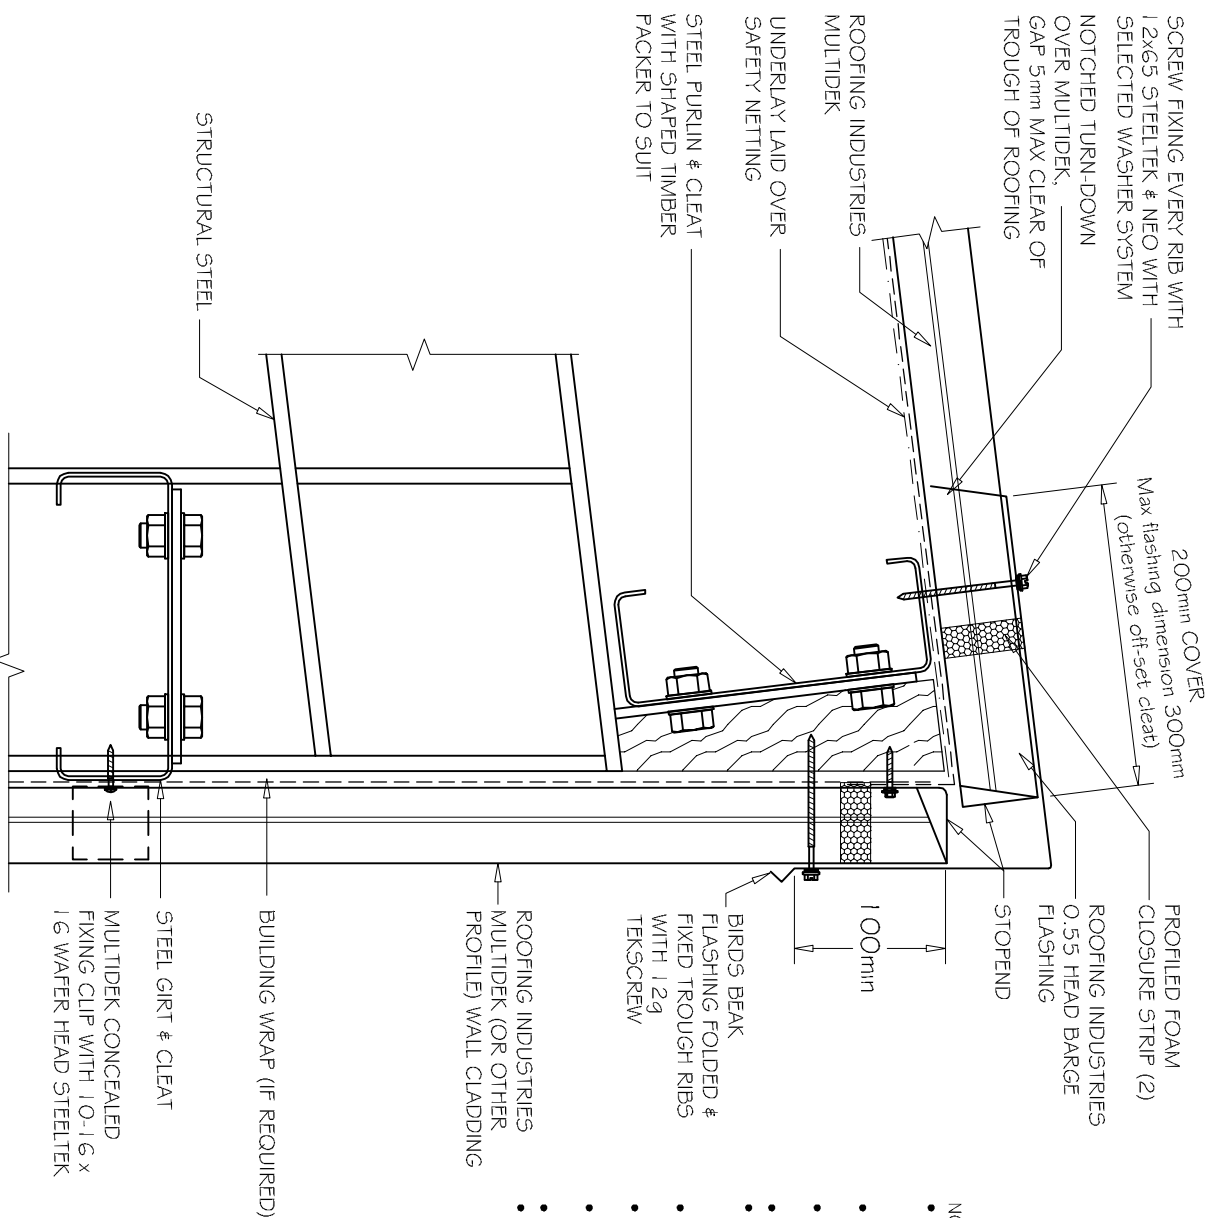 SCREW FIXING EVERY RIB WITH
12x65 STEELTEK & NEO WITH
SELECTED WASHER SYSTEM
NOTCHED TURN-DOWN
OVER MULTIDEK,
GAP 5mm MAX CLEAR OF
TROUGH OF ROOFING
ROOFING INDUSTRIES
MULTIDEK
UNDERLAY LAID OVER
SAFETY NETTING
STEEL PURLIN & CLEAT
WITH SHAPED TIMBER
PACKER TO SUIT
STRUCTURAL STEEL
200min COVER
Max flashing dimension 300mm
(otherwise off-set cleat)
PROFILED FOAM
CLOSURE STRIP (2)
ROOFING INDUSTRIES
0.55 HEAD BARGE
FLASHING
STOPEND
100min
BIRDS BEAK
FLASHING FOLDED &
FIXED TROUGH RIBS
WITH 12g
TEKSCREW
ROOFING INDUSTRIES
MULTIDEK (OR OTHER
PROFILE) WALL CLADDING
BUILDING WRAP (IF REQUIRED)
STEEL GIRT & CLEAT
MULTIDEK CONCEALED
FIXING CLIP WITH 10-16 x
16 WAFER HEAD STEELTEK